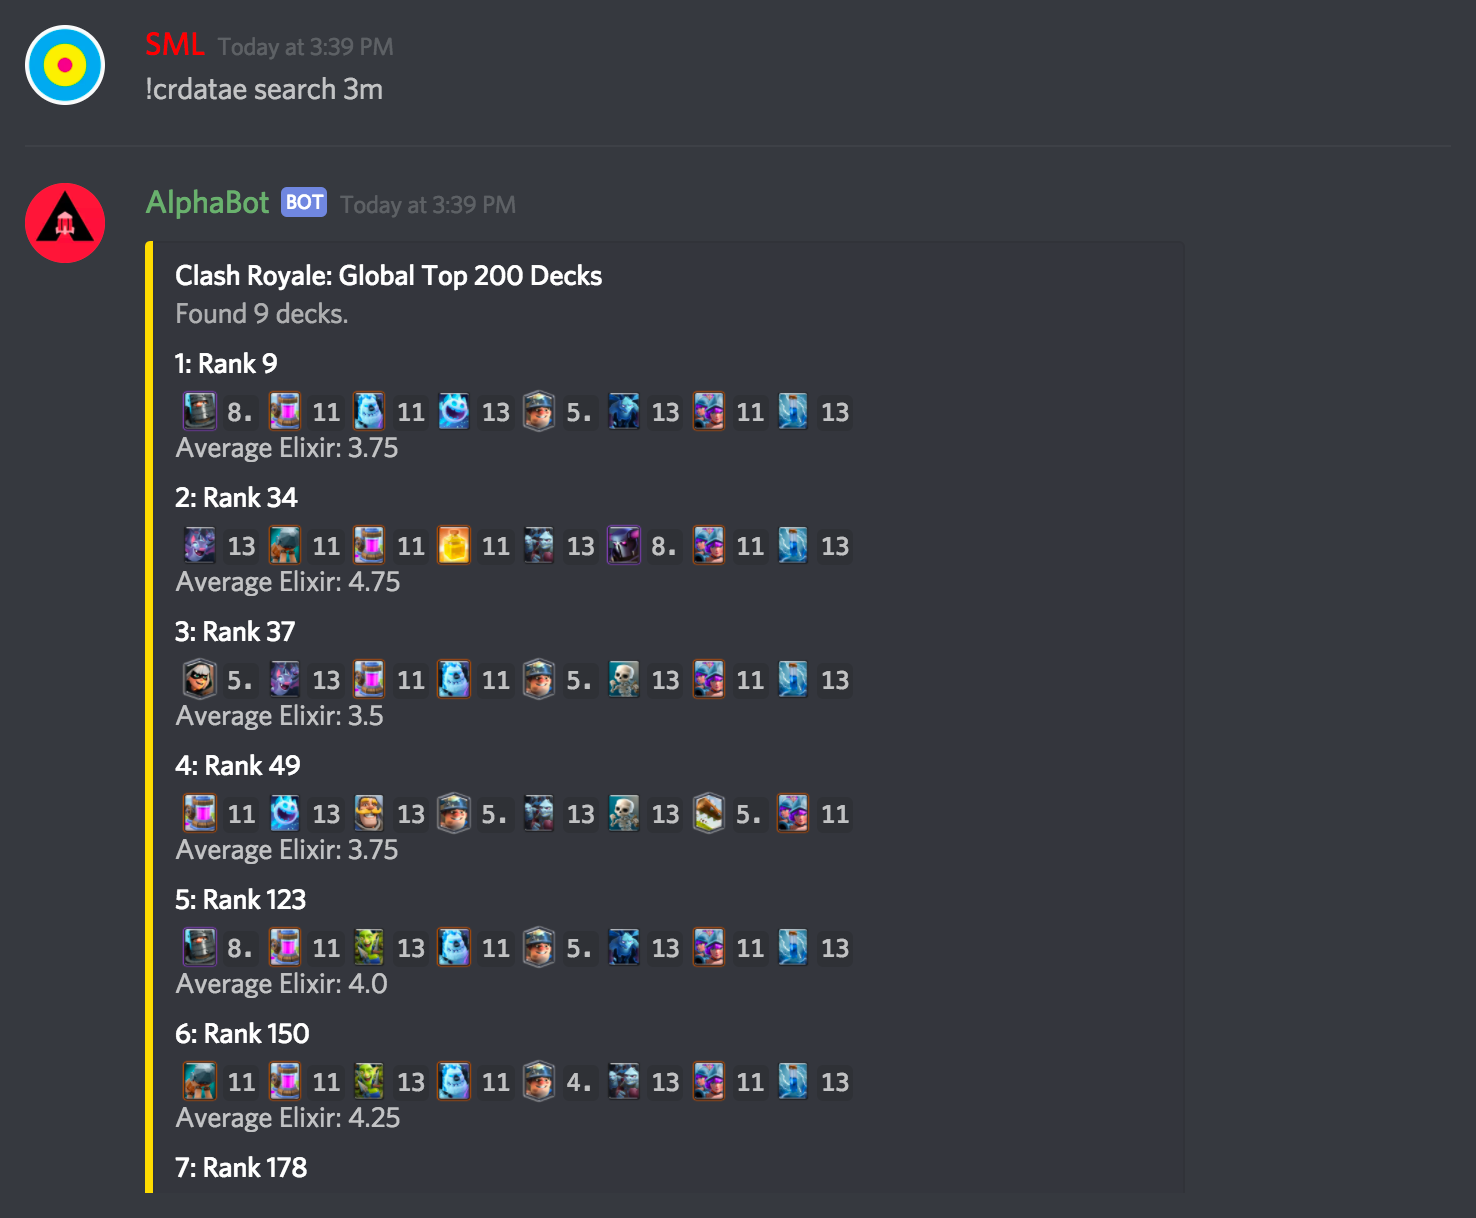 SML Today at 3:39 PM
!crdatae search 3m
AlphaBot BOT Today at 3:39 PM
Clash Royale: Global Top 200 Decks
Found 9 decks.
1: Rank 9
8. 11 11 13 5. 13 11 13
Average Elixir: 3.75
2: Rank 34
13 11 11 11 13 8. 11 13
Average Elixir: 4.75
3: Rank 37
5. 13 11 11 5. 13 11 13
Average Elixir: 3.5
4: Rank 49
11 13 13 5. 13 13 5. 11
Average Elixir: 3.75
5: Rank 123
8. 11 13 11 5. 13 11 13
Average Elixir: 4.0
6: Rank 150
11 11 13 11 4. 13 11 13
Average Elixir: 4.25
7: Rank 178